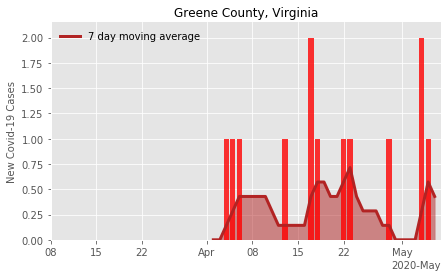 Greene County, Virginia
7 day moving average
New Covid-19 Cases
2.00
1.75
1.50
1.25
1.00
0.75
0.50
0.25
0.00
08 15 22 Apr 08 15 22 May
2020-May